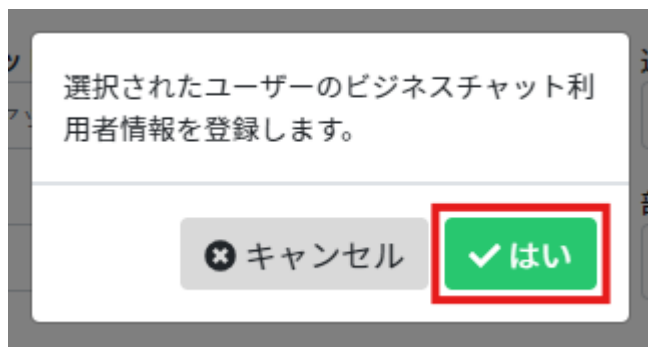 選択されたユーザーのビジネスチャット利
用者情報を登録します。
キャンセル
はい